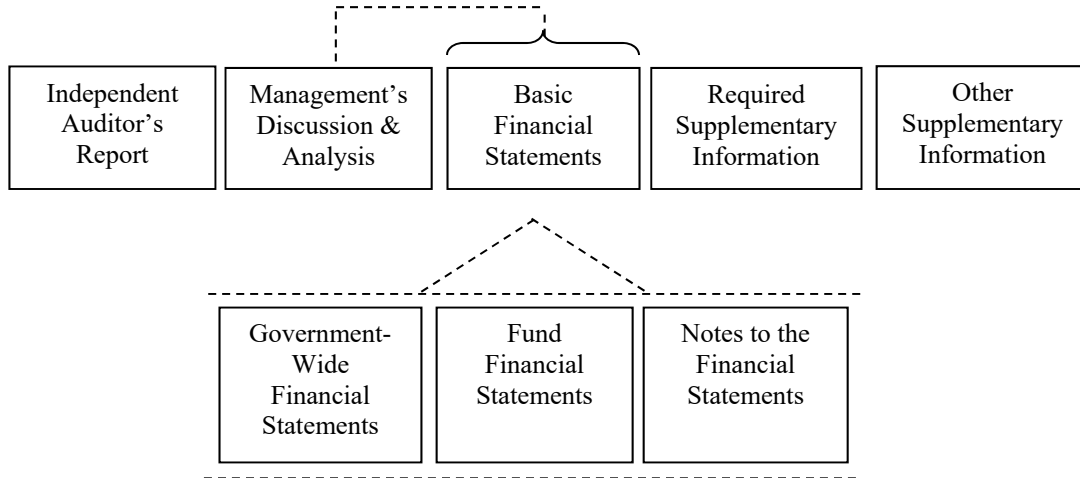 Independent
Auditor’s
Report
Management’s
Discussion &
Analysis
Basic
Financial
Statements
Required
Supplementary
Information
Other
Supplementary
Information
Government-
Wide
Financial
Statements
Fund
Financial
Statements
Notes to the
Financial
Statements